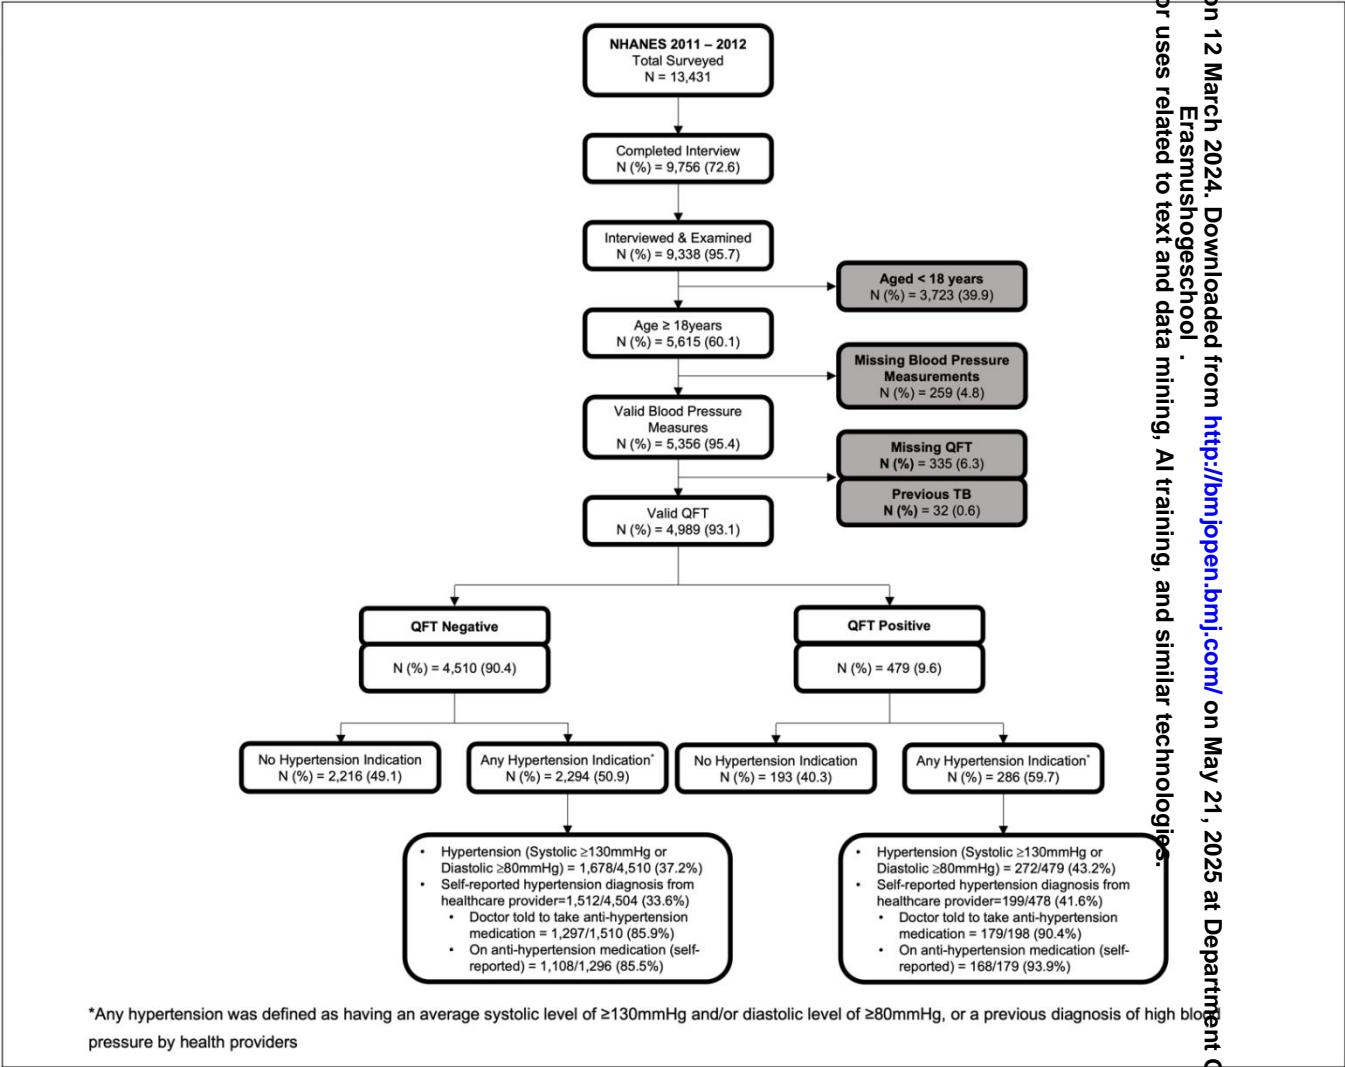 NHANES 2011 – 2012
Total Surveyed
N = 13,431
Completed Interview
N (%) = 9,756 (72.6)
Interviewed & Examined
N (%) = 9,338 (95.7)
Aged < 18 years
N (%) = 3,723 (39.9)
Age ≥ 18years
N (%) = 5,615 (60.1)
Missing Blood Pressure
Measurements
N (%) = 259 (4.8)
Valid Blood Pressure
Measures
N (%) = 5,356 (95.4)
Missing QFT
N (%) = 335 (6.3)
Previous TB
N (%) = 32 (0.6)
Valid QFT
N (%) = 4,989 (93.1)
QFT Negative
N (%) = 4,510 (90.4)
QFT Positive
N (%) = 479 (9.6)
No Hypertension Indication
N (%) = 2,216 (49.1)
Any Hypertension Indication*
N (%) = 2,294 (50.9)
No Hypertension Indication
N (%) = 193 (40.3)
Any Hypertension Indication*
N (%) = 286 (59.7)
• Hypertension (Systolic ≥130mmHg or
Diastolic ≥80mmHg) = 1,678/4,510 (37.2%)
• Self-reported hypertension diagnosis from
healthcare provider=1,512/4,504 (33.6%)
• Doctor told to take anti-hypertension
medication = 1,297/1,510 (85.9%)
• On anti-hypertension medication (self-
reported) = 1,108/1,296 (85.5%)
• Hypertension (Systolic ≥130mmHg or
Diastolic ≥80mmHg) = 272/479 (43.2%)
• Self-reported hypertension diagnosis from
healthcare provider=199/478 (41.6%)
• Doctor told to take anti-hypertension
medication = 179/198 (90.4%)
• On anti-hypertension medication (self-
reported) = 168/179 (93.9%)
*Any hypertension was defined as having an average systolic level of ≥130mmHg and/or diastolic level of ≥80mmHg, or a previous diagnosis of high blood
pressure by health providers
on 12 March 2024. Downloaded from http://bmjopen.bmj.com/ on May 21, 2025 at Department
Erasmushogeschool .
or uses related to text and data mining, AI training, and similar technologies.